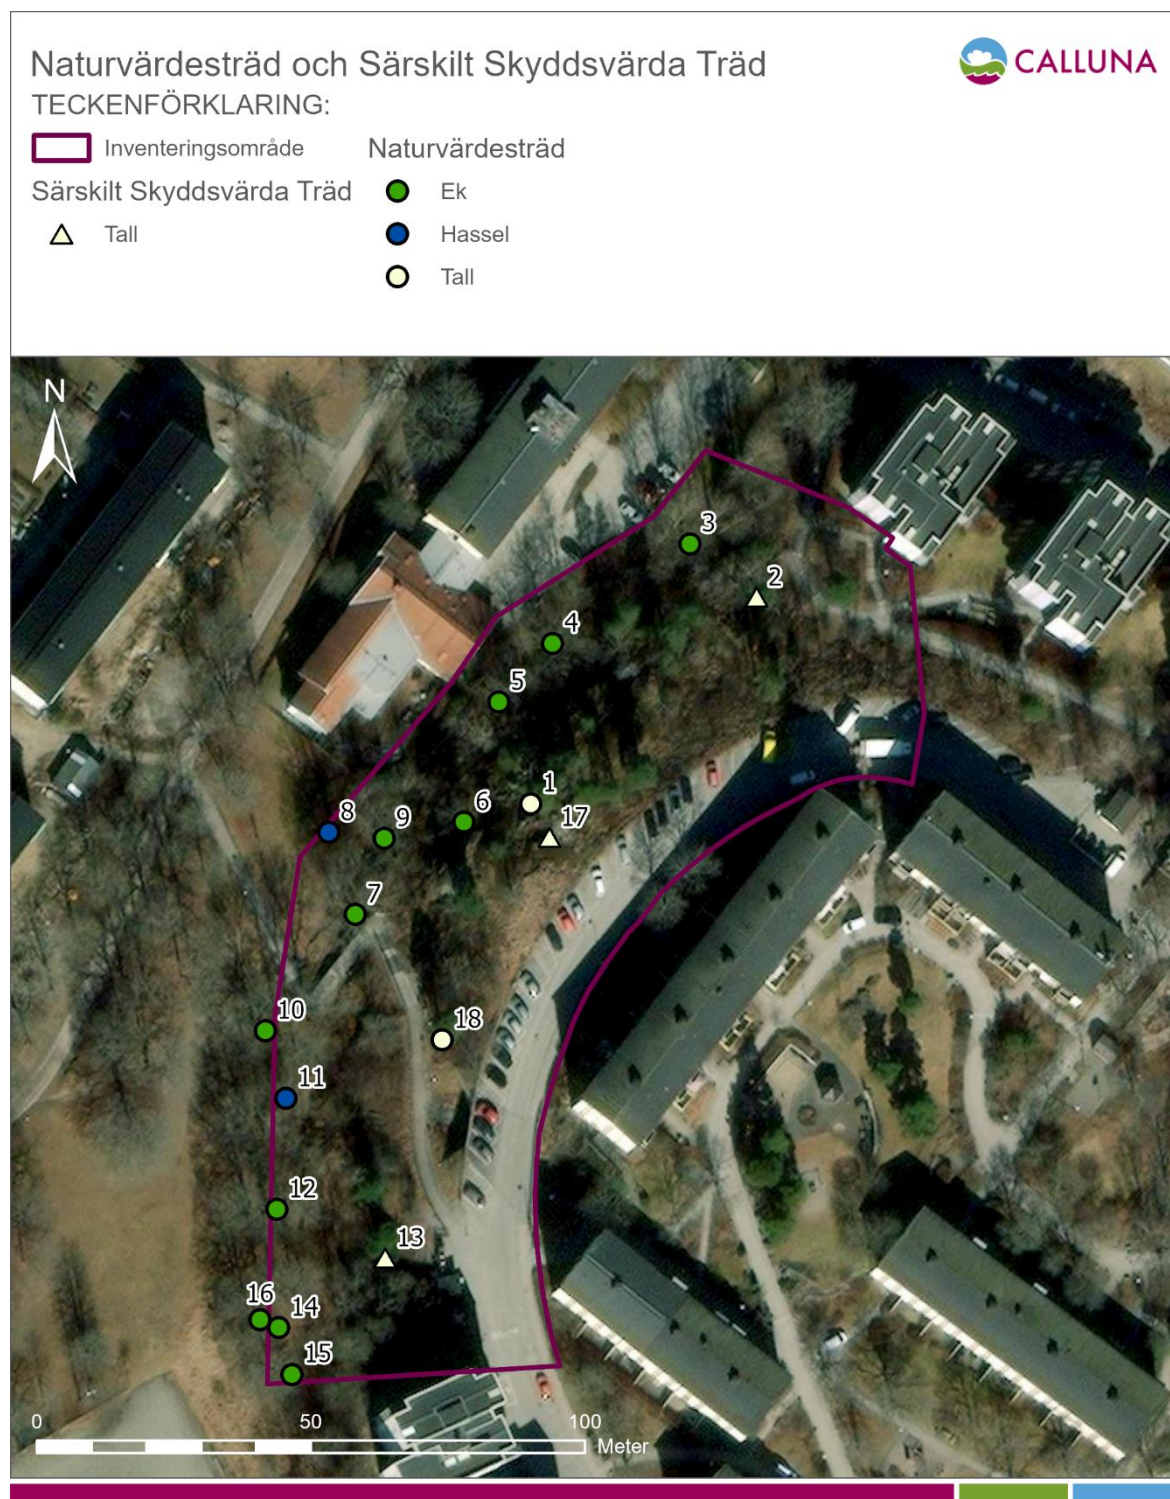 Naturvärdesträd och Särskilt Skyddsvärda Träd
CALLUNA
TECKENFÖRKLARING:
Inventeringsområde
Naturvärdesträd
Särskilt Skyddsvärda Träd
Ek
Tall
Hassel
Tall
N
3
2
4
5
1
6
17
8
9
7
10
18
11
12
13
16
14
15
0 50 100
Meter